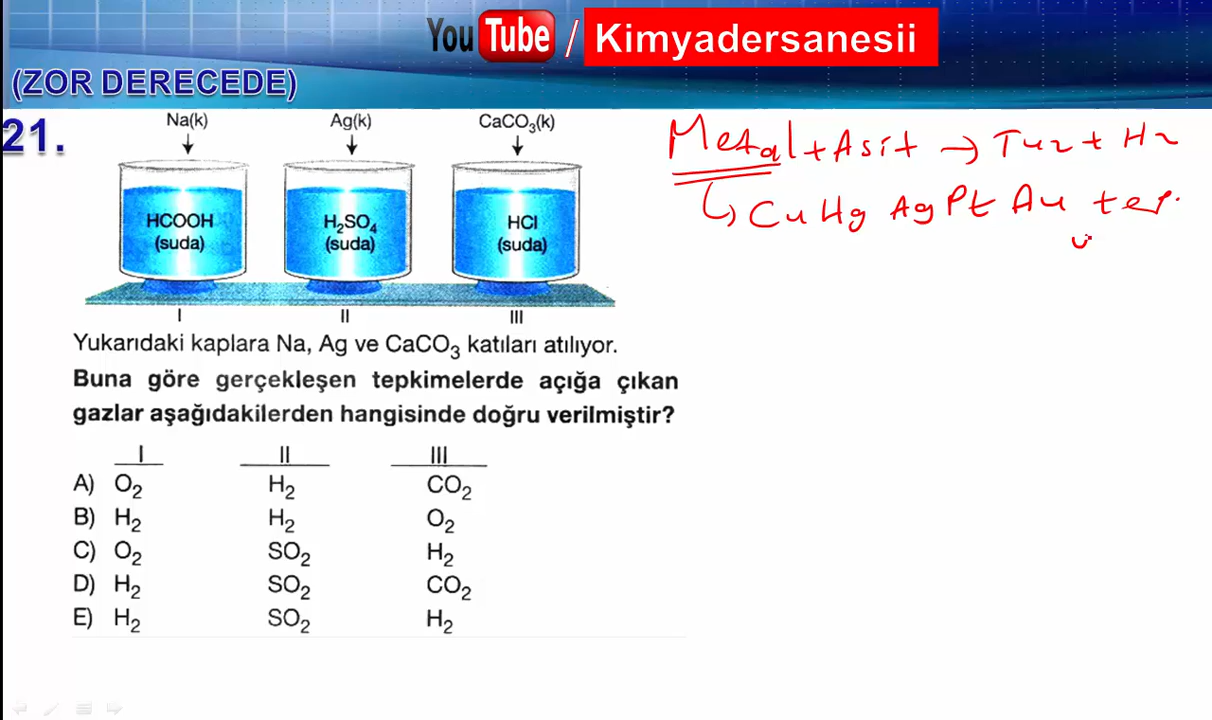 YouTube / Kimyadersanesii
(ZOR DERECEDE)
21.
Na(k) Ag(k) CaCO3(k)
HCOOH (suda) H2SO4 (suda) HCl (suda)
I II III
Metal + Asit → Tuz + H2
↳ Cu Hg Ag Pt Au tep.
Yukarıdaki kaplara Na, Ag ve CaCO3 katıları atılıyor.
Buna göre gerçekleşen tepkimelerde açığa çıkan
gazlar aşağıdakilerden hangisinde doğru verilmiştir?
I II III
A) O2 H2 CO2
B) H2 H2 O2
C) O2 SO2 H2
D) H2 SO2 CO2
E) H2 SO2 H2